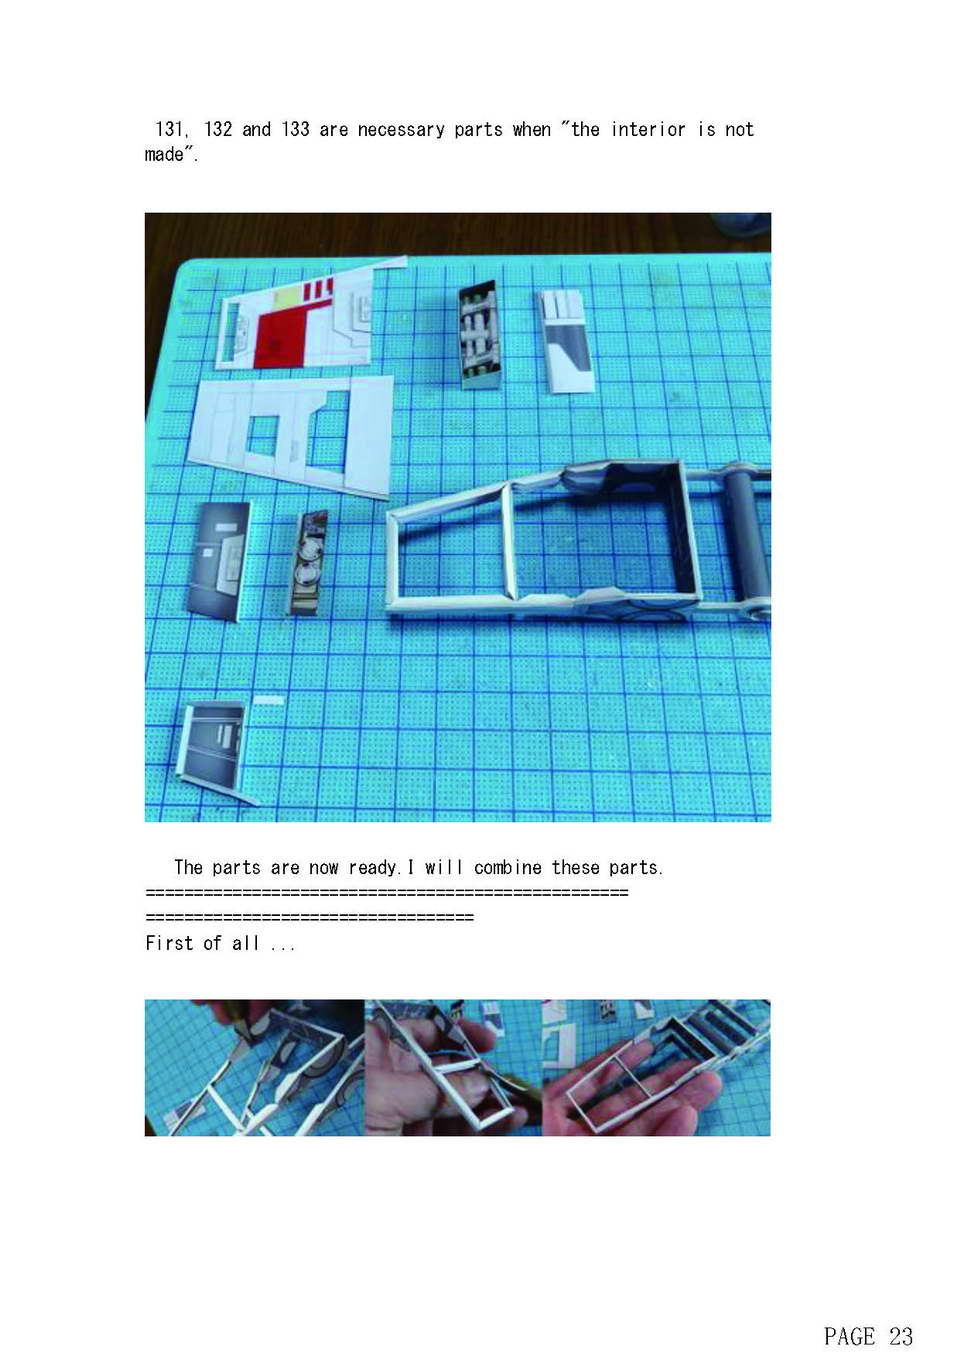 131, 132 and 133 are necessary parts when "the interior is not
made".
The parts are now ready.I will combine these parts.
==================================================
==================================
First of all ...
PAGE 23